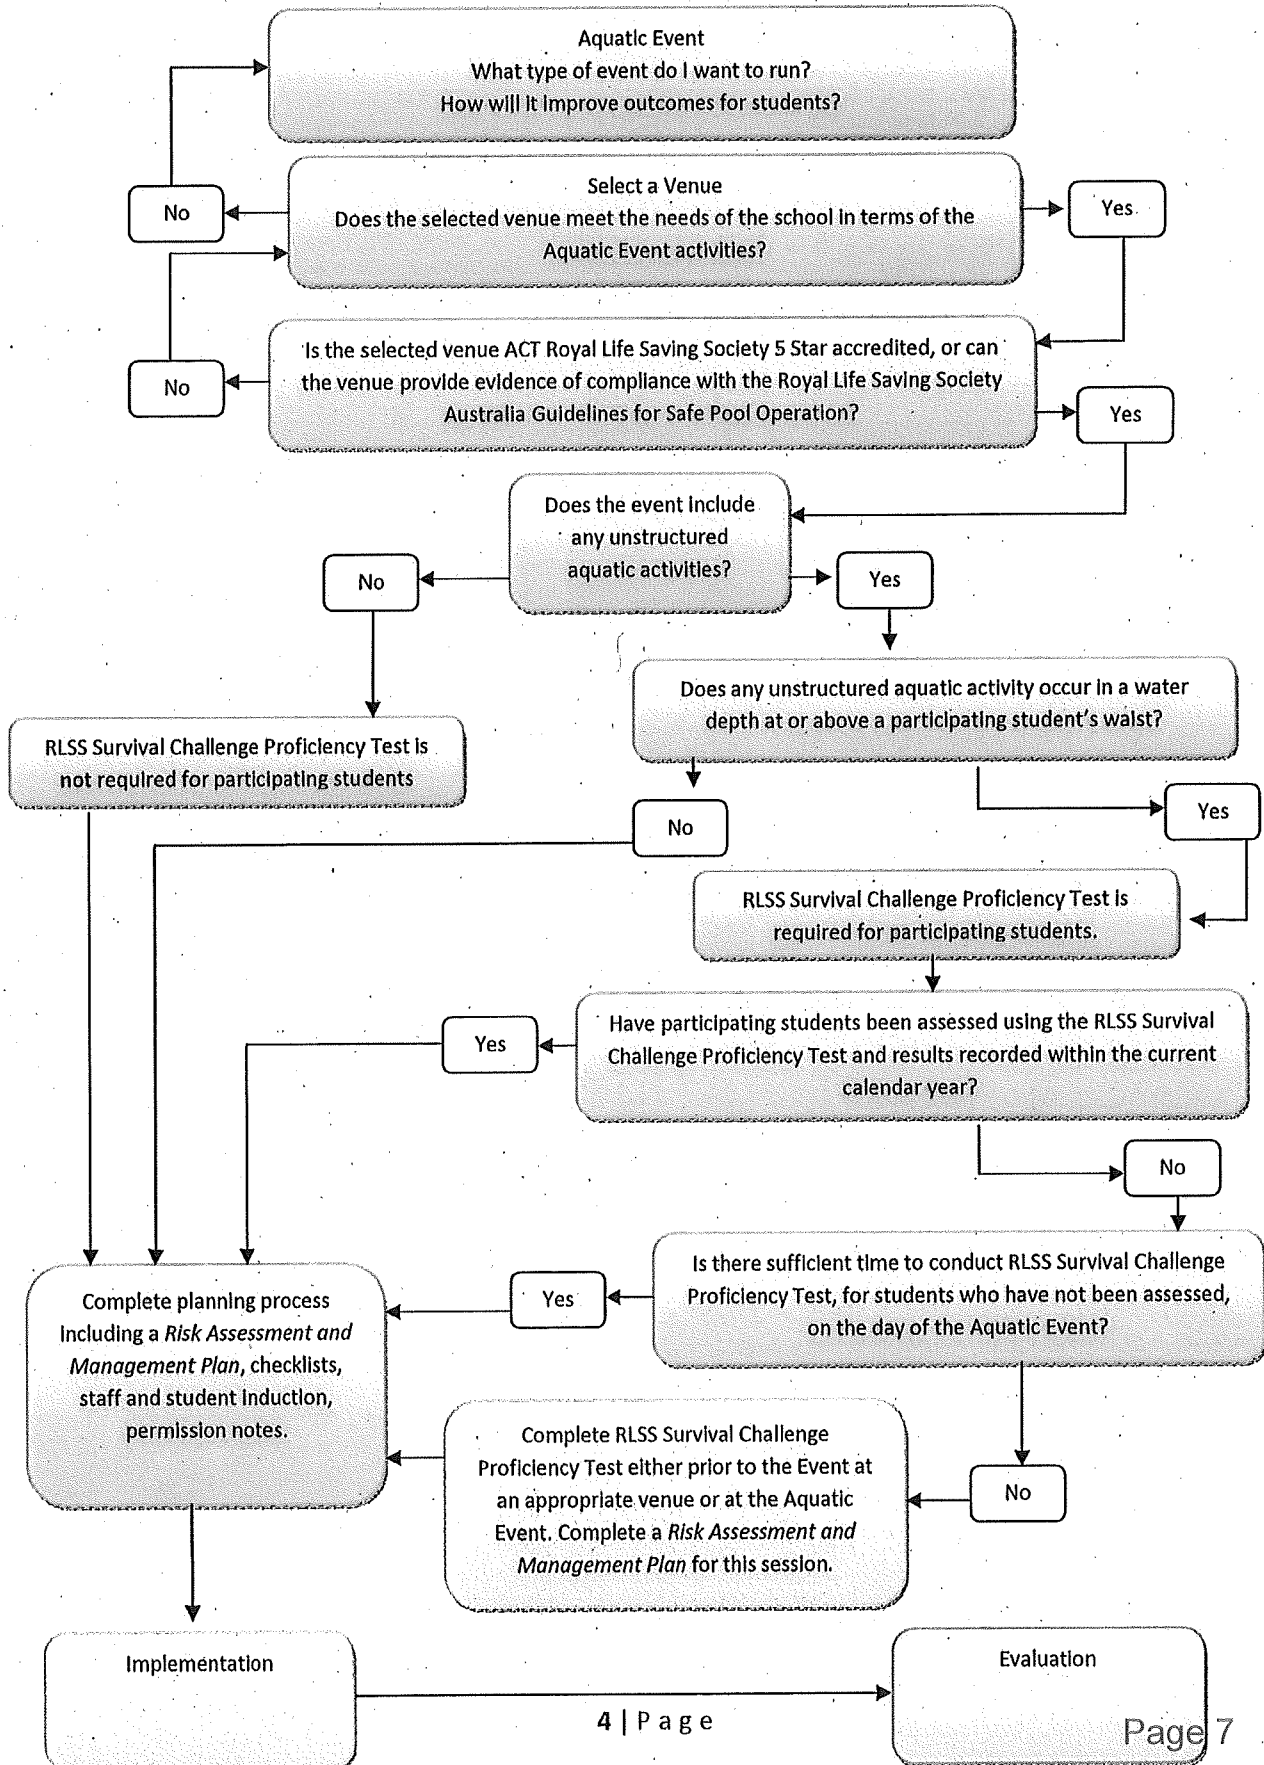 Aquatic Event
What type of event do I want to run?
How will it improve outcomes for students?
Select a Venue
Does the selected venue meet the needs of the school in terms of the
Aquatic Event activities?
No
Yes
Is the selected venue ACT Royal Life Saving Society 5 Star accredited, or can
the venue provide evidence of compliance with the Royal Life Saving Society
Australia Guidelines for Safe Pool Operation?
No
Yes
Does the event include
any unstructured
aquatic activities?
No
Yes
Does any unstructured aquatic activity occur in a water
depth at or above a participating student's waist?
RLSS Survival Challenge Proficiency Test is
not required for participating students
No
Yes
RLSS Survival Challenge Proficiency Test is
required for participating students.
Have participating students been assessed using the RLSS Survival
Challenge Proficiency Test and results recorded within the current
calendar year?
Yes
No
Is there sufficient time to conduct RLSS Survival Challenge
Proficiency Test, for students who have not been assessed,
on the day of the Aquatic Event?
Yes
Complete planning process
including a Risk Assessment and
Management Plan, checklists,
staff and student induction,
permission notes.
No
Complete RLSS Survival Challenge
Proficiency Test either prior to the Event at
an appropriate venue or at the Aquatic
Event. Complete a Risk Assessment and
Management Plan for this session.
Implementation
Evaluation
4 | Page
Page 7